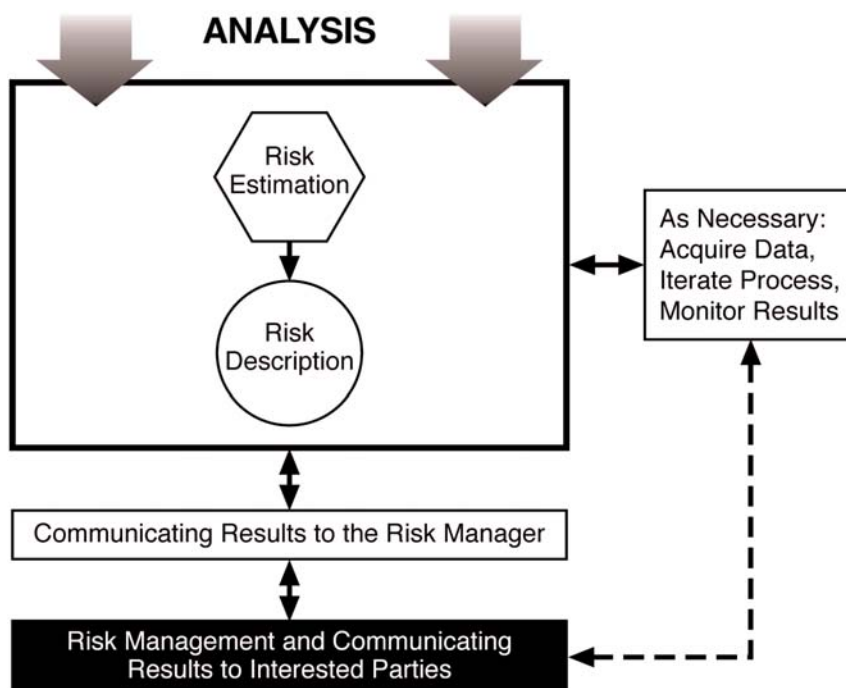 ANALYSIS
Risk
Estimation
Risk
Description
As Necessary:
Acquire Data,
Iterate Process,
Monitor Results
Communicating Results to the Risk Manager
Risk Management and Communicating
Results to Interested Parties